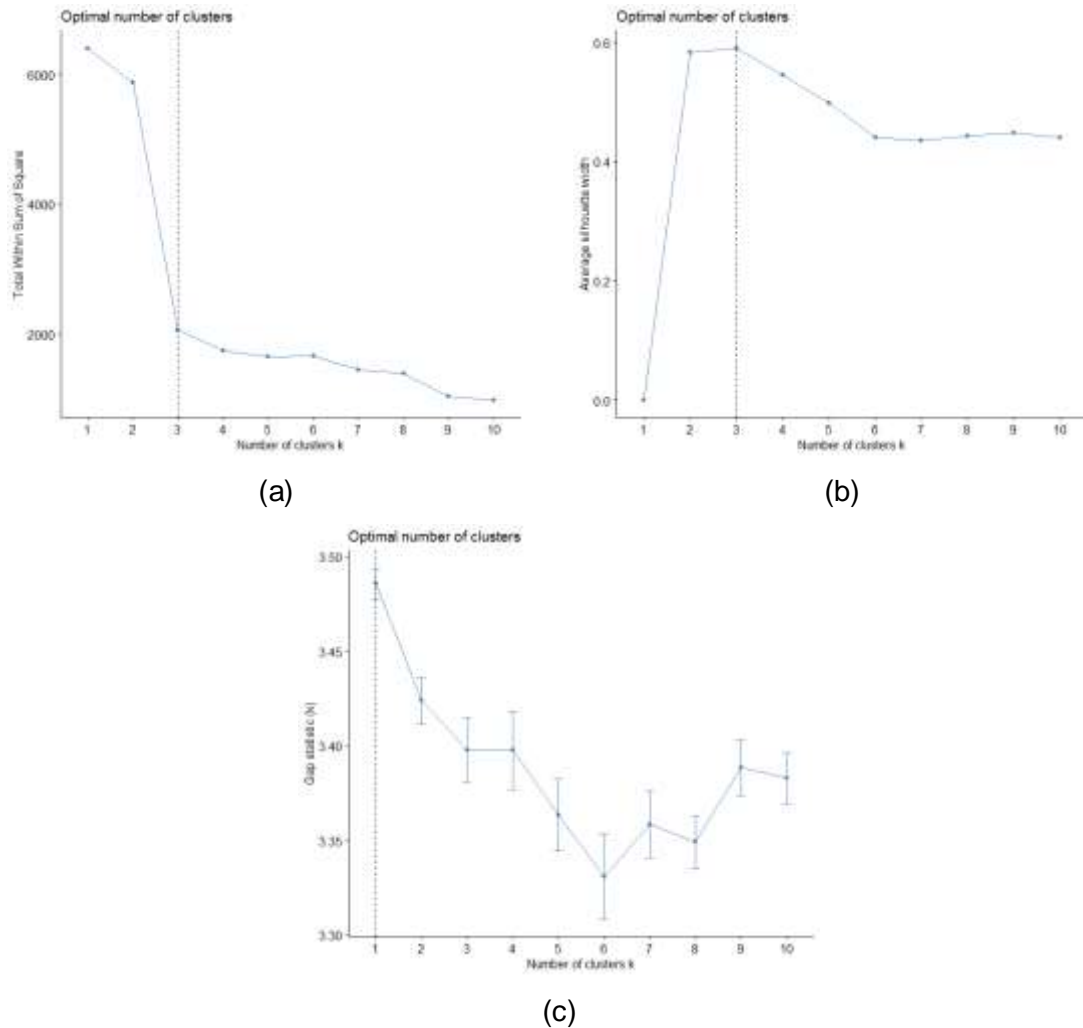 Optimal number of clusters
6000
4000
2000
Total Within Sum of Square
1 2 3 4 5 6 7 8 9 10
Number of clusters k
(a)
Optimal number of clusters
0.6
0.4
0.2
0.0
Average silhouette width
1 2 3 4 5 6 7 8 9 10
Number of clusters k
(b)
Optimal number of clusters
3.50
3.45
3.40
3.35
3.30
Gap statistic (k)
1 2 3 4 5 6 7 8 9 10
Number of clusters k
(c)